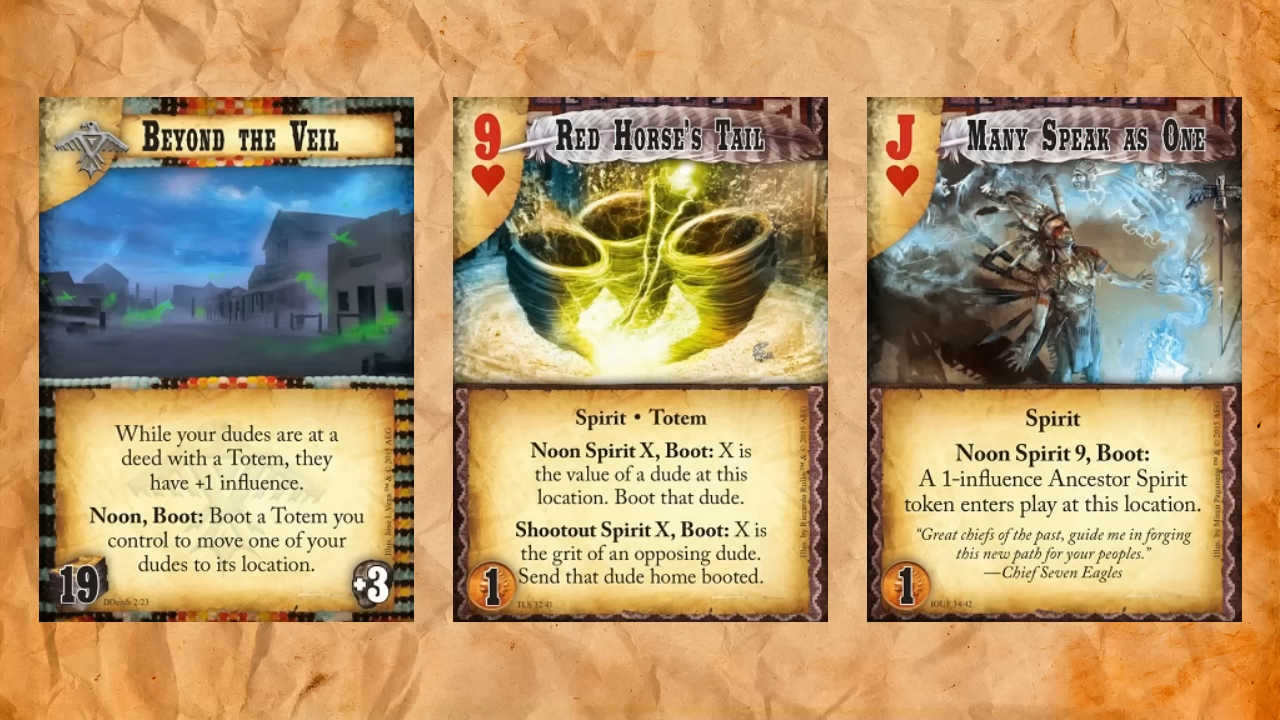 BEYOND THE VEIL
While your dudes are at a
deed with a Totem, they
have +1 influence.
Noon, Boot: Boot a Totem you
control to move one of your
dudes to its location.
19
+3
9
RED HORSE'S TAIL
Spirit • Totem
Noon Spirit X, Boot: X is
the value of a dude at this
location. Boot that dude.
Shootout Spirit X, Boot: X is
the grit of an opposing dude.
Send that dude home booted.
1
J
MANY SPEAK AS ONE
Spirit
Noon Spirit 9, Boot:
A 1-influence Ancestor Spirit
token enters play at this location.
"Great chiefs of the past, guide me in forging
this new path for your peoples."
—Chief Seven Eagles
1